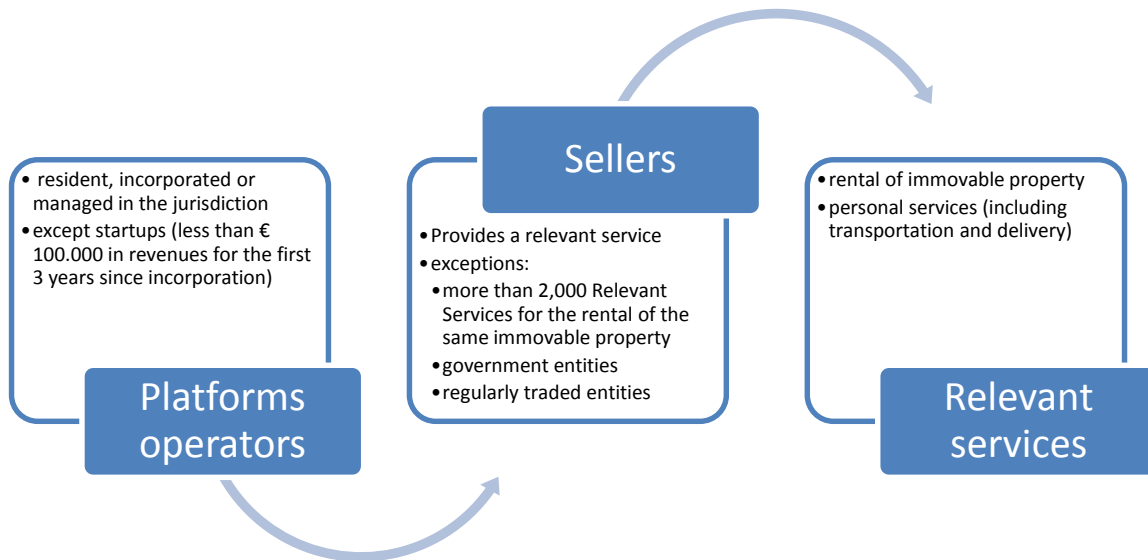 • resident, incorporated or
managed in the jurisdiction
• except startups (less than €
100.000 in revenues for the first
3 years since incorporation)
Platforms
operators
Sellers
•Provides a relevant service
•exceptions:
•more than 2,000 Relevant
Services for the rental of the
same immovable property
•government entities
•regularly traded entities
•rental of immovable property
•personal services (including
transportation and delivery)
Relevant
services